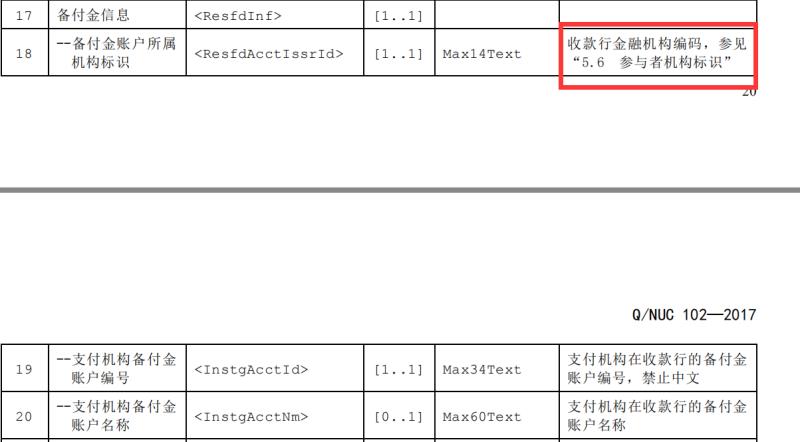 17 备付金信息 <ResfdInf> [1..1]
18 --备付金账户所属 <ResfdAcctIssrId> [1..1] Max14Text 收款行金融机构编码，参见
机构标识 “5.6 参与者机构标识”
20
Q/NUC 102—2017
19 --支付机构备付金 <InstgAcctId> [1..1] Max34Text 支付机构在收款行的备付金
账户编号 账户编号，禁止中文
20 --支付机构备付金 <InstgAcctNm> [0..1] Max60Text 支付机构在收款行的备付金
账户名称 账户名称